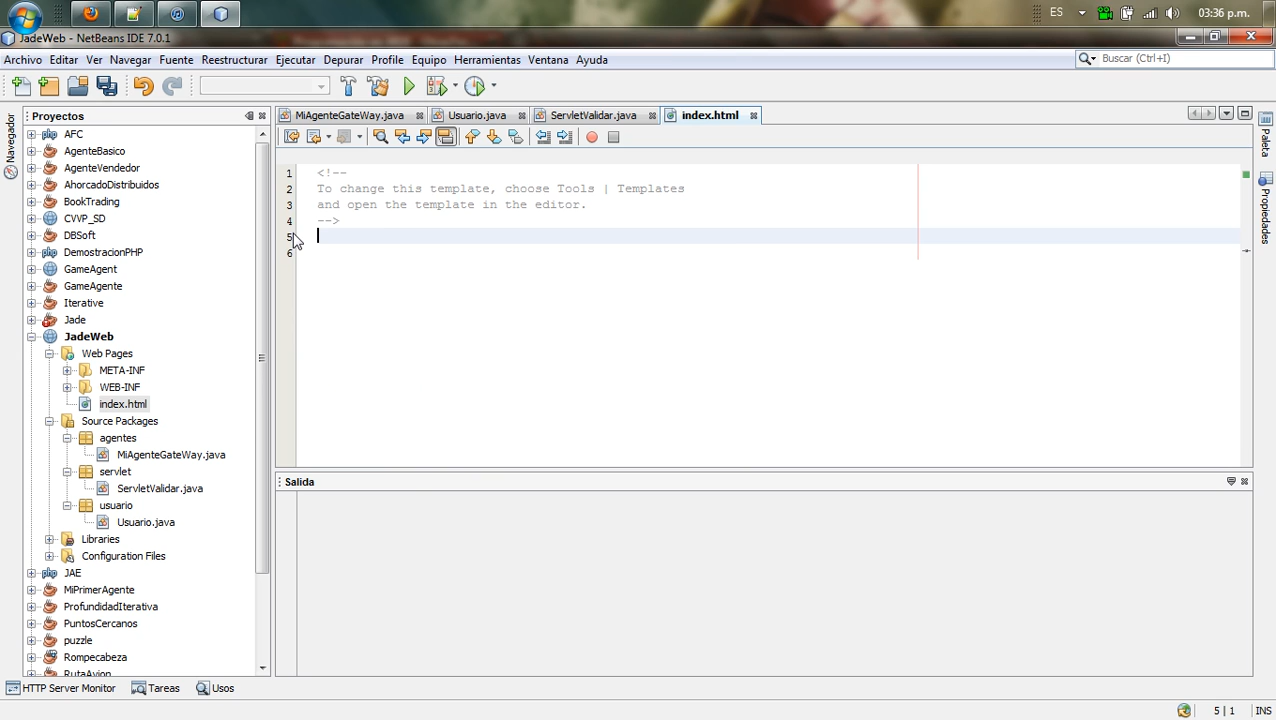 ES
03:36 p.m.
JadeWeb - NetBeans IDE 7.0.1
Archivo Editar Ver Navegar Fuente Reestructurar Ejecutar Depurar Profile Equipo Herramientas Ventana Ayuda
Buscar (Ctrl+I)
Navegador
Proyectos
AFC
AgenteBasico
AgenteVendedor
AhorcadoDistribuidos
BookTrading
CVVP_SD
DBSoft
DemostracionPHP
GameAgent
GameAgente
Iterative
Jade
JadeWeb
Web Pages
META-INF
WEB-INF
index.html
Source Packages
agentes
MiAgenteGateWay.java
servlet
ServletValidar.java
usuario
Usuario.java
Libraries
Configuration Files
JAE
MiPrimerAgente
ProfundidadIterativa
PuntosCercanos
puzzle
Rompecabeza
RutaAvion
MiAgenteGateWay.java Usuario.java ServletValidar.java index.html
1 <!--
2 To change this template, choose Tools | Templates
3 and open the template in the editor.
4 -->
5
6
Salida
Paleta
Propiedades
HTTP Server Monitor Tareas Usos
5 | 1 INS